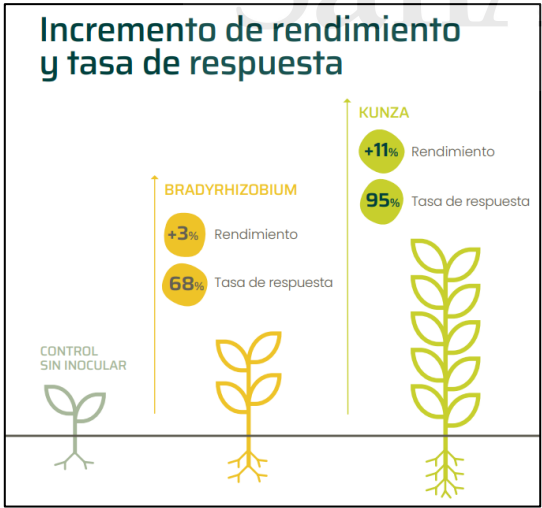 Incremento de rendimiento
y tasa de respuesta
KUNZA
+11% Rendimiento
95% Tasa de respuesta
BRADYRHIZOBIUM
+3% Rendimiento
68% Tasa de respuesta
CONTROL
SIN INOCULAR